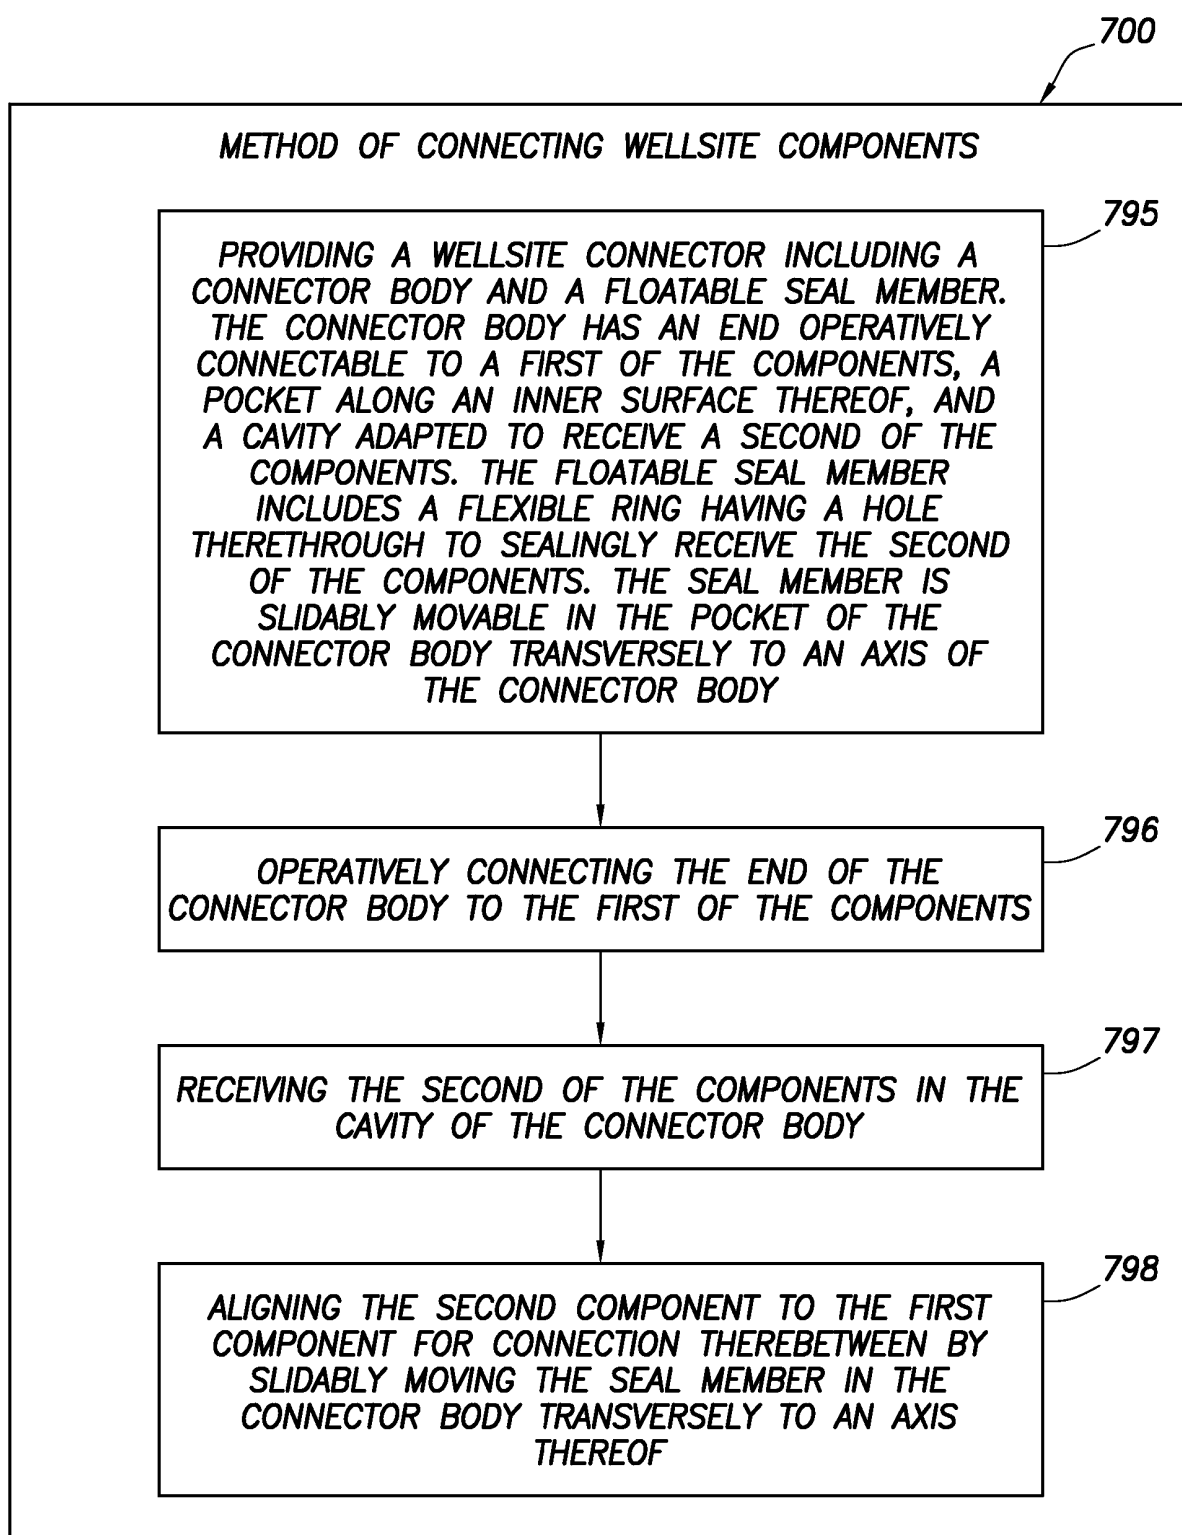 700
METHOD OF CONNECTING WELLSITE COMPONENTS
795
PROVIDING A WELLSITE CONNECTOR INCLUDING A
CONNECTOR BODY AND A FLOATABLE SEAL MEMBER.
THE CONNECTOR BODY HAS AN END OPERATIVELY
CONNECTABLE TO A FIRST OF THE COMPONENTS, A
POCKET ALONG AN INNER SURFACE THEREOF, AND
A CAVITY ADAPTED TO RECEIVE A SECOND OF THE
COMPONENTS. THE FLOATABLE SEAL MEMBER
INCLUDES A FLEXIBLE RING HAVING A HOLE
THERETHROUGH TO SEALINGLY RECEIVE THE SECOND
OF THE COMPONENTS. THE SEAL MEMBER IS
SLIDABLY MOVABLE IN THE POCKET OF THE
CONNECTOR BODY TRANSVERSELY TO AN AXIS OF
THE CONNECTOR BODY
796
OPERATIVELY CONNECTING THE END OF THE
CONNECTOR BODY TO THE FIRST OF THE COMPONENTS
797
RECEIVING THE SECOND OF THE COMPONENTS IN THE
CAVITY OF THE CONNECTOR BODY
798
ALIGNING THE SECOND COMPONENT TO THE FIRST
COMPONENT FOR CONNECTION THEREBETWEEN BY
SLIDABLY MOVING THE SEAL MEMBER IN THE
CONNECTOR BODY TRANSVERSELY TO AN AXIS
THEREOF